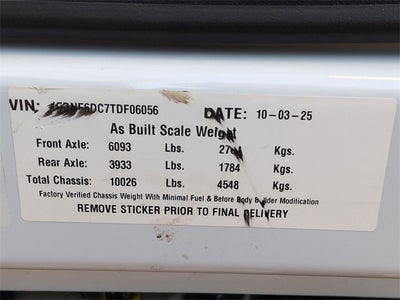 VIN: DATE: 10-03-25
As Built Scale Weight
Front Axle: 6093 Lbs. Kgs.
Rear Axle: 3933 Lbs. 1784 Kgs.
Total Chassis: 10026 Lbs. 4548 Kgs.
Factory Verified Chassis Weight With Minimal Fuel & Before Body Builder Modification
REMOVE STICKER PRIOR TO FINAL DELIVERY